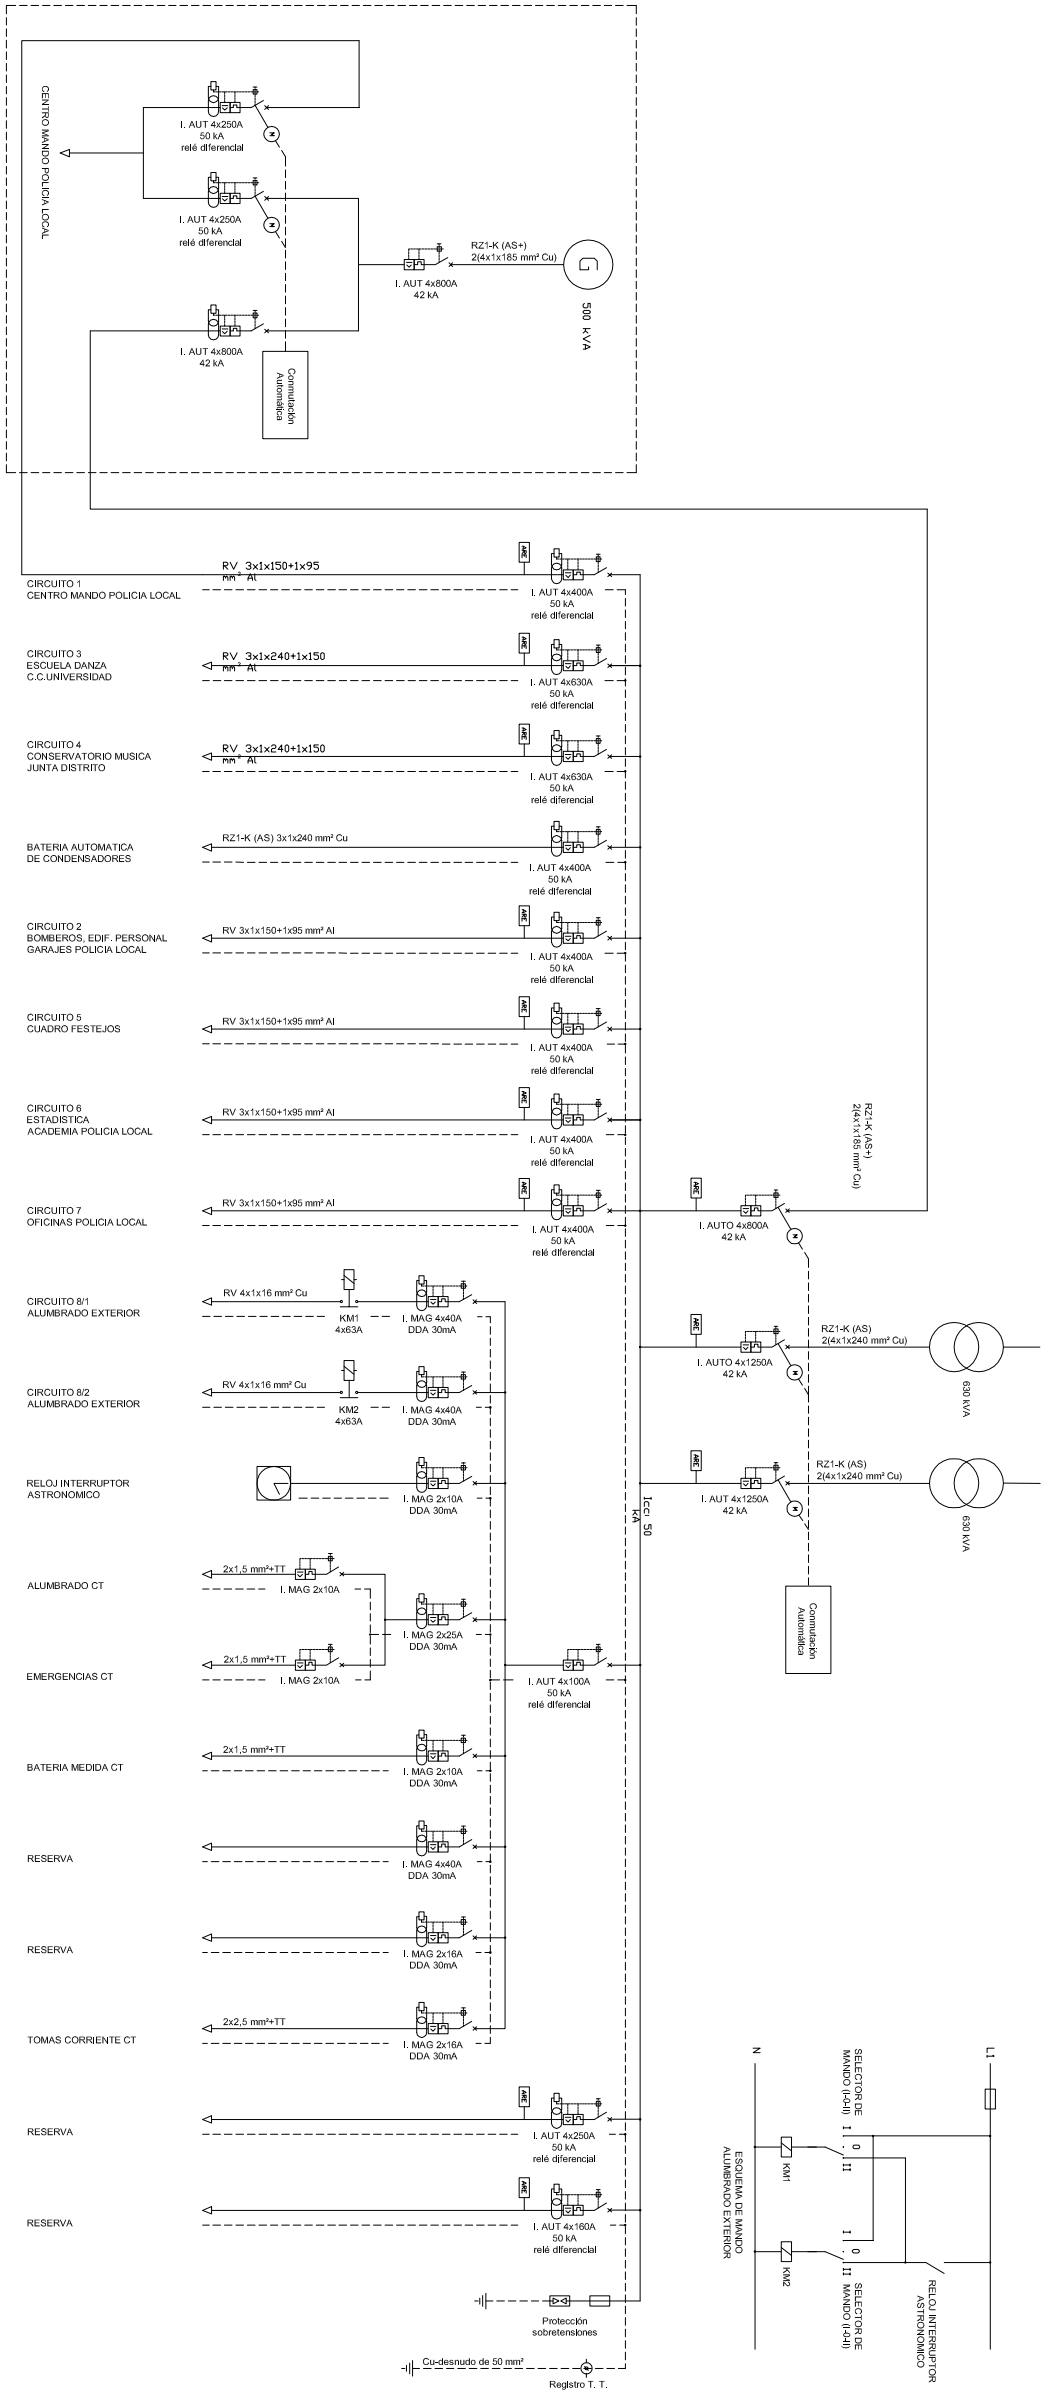 CENTRO MANDO POLICIA LOCAL
I. AUT 4x250A
50 kA
relé diferencial
M
I. AUT 4x250A
50 kA
relé diferencial
M
I. AUT 4x800A
42 kA
Conmutación
Automática
I. AUT 4x800A
42 kA
RZ1-K (AS+)
2(4x1x185 mm² Cu)
G
500 kVA
CIRCUITO 1
CENTRO MANDO POLICIA LOCAL
RV 3x1x150+1x95
mm² Al
ARE
I. AUT 4x400A
50 kA
relé diferencial
CIRCUITO 3
ESCUELA DANZA
C.C.UNIVERSIDAD
RV 3x1x240+1x150
mm² Al
ARE
I. AUT 4x630A
50 kA
relé diferencial
CIRCUITO 4
CONSERVATORIO MUSICA
JUNTA DISTRITO
RV 3x1x240+1x150
mm² Al
ARE
I. AUT 4x630A
50 kA
relé diferencial
BATERIA AUTOMATICA
DE CONDENSADORES
RZ1-K (AS) 3x1x240 mm² Cu
I. AUT 4x400A
50 kA
relé diferencial
CIRCUITO 2
BOMBEROS, EDIF. PERSONAL
GARAJES POLICIA LOCAL
RV 3x1x150+1x95 mm² Al
ARE
I. AUT 4x400A
50 kA
relé diferencial
CIRCUITO 5
CUADRO FESTEJOS
RV 3x1x150+1x95 mm² Al
ARE
I. AUT 4x400A
50 kA
relé diferencial
CIRCUITO 6
ESTADISTICA
ACADEMIA POLICIA LOCAL
RV 3x1x150+1x95 mm² Al
ARE
I. AUT 4x400A
50 kA
relé diferencial
CIRCUITO 7
OFICINAS POLICIA LOCAL
RV 3x1x150+1x95 mm² Al
ARE
I. AUT 4x400A
50 kA
relé diferencial
RZ1-K (AS+)
2(4x1x185 mm² Cu)
ARE
I. AUTO 4x800A
42 kA
M
ARE
I. AUTO 4x1250A
42 kA
M
RZ1-K (AS)
2(4x1x240 mm² Cu)
630 kVA
ARE
I. AUT 4x1250A
42 kA
M
RZ1-K (AS)
2(4x1x240 mm² Cu)
630 kVA
Icc: 50
kA
Conmutación
Automática
CIRCUITO 8/1
ALUMBRADO EXTERIOR
RV 4x1x16 mm² Cu
KM1
4x63A
I. MAG 4x40A
DDA 30mA
CIRCUITO 8/2
ALUMBRADO EXTERIOR
RV 4x1x16 mm² Cu
KM2
4x63A
I. MAG 4x40A
DDA 30mA
RELOJ INTERRUPTOR
ASTRONOMICO
I. MAG 2x10A
DDA 30mA
ALUMBRADO CT
2x1,5 mm²+TT
I. MAG 2x10A
I. MAG 2x25A
DDA 30mA
EMERGENCIAS CT
2x1,5 mm²+TT
I. MAG 2x10A
I. AUT 4x100A
50 kA
relé diferencial
BATERIA MEDIDA CT
2x1,5 mm²+TT
I. MAG 2x10A
DDA 30mA
RESERVA
I. MAG 4x40A
DDA 30mA
RESERVA
I. MAG 2x16A
DDA 30mA
TOMAS CORRIENTE CT
2x2,5 mm²+TT
I. MAG 2x16A
DDA 30mA
RESERVA
ARE
I. AUT 4x250A
50 kA
relé diferencial
RESERVA
ARE
I. AUT 4x160A
50 kA
relé diferencial
Protección
sobretensiones
Cu-desnudo de 50 mm²
Registro T. T.
L1
N
SELECTOR DE
MANDO (I-0-II)
I
0
II
KM1
I
0
II
KM2
SELECTOR DE
MANDO (I-0-II)
RELOJ INTERRUPTOR
ASTRONOMICO
ESQUEMA DE MANDO
ALUMBRADO EXTERIOR